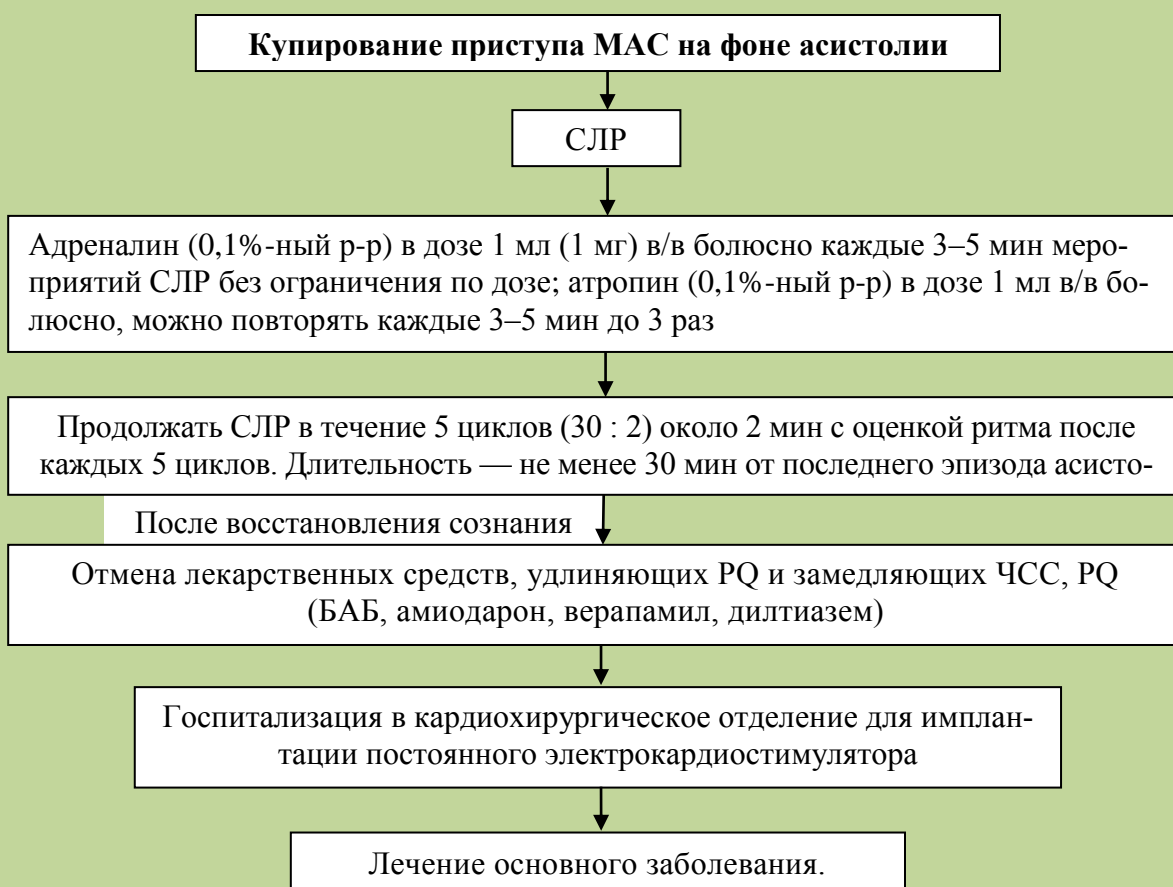 Купирование приступа МАС на фоне асистолии
СЛР
Адреналин (0,1%-ный р-р) в дозе 1 мл (1 мг) в/в болюсно каждые 3–5 мин меро-
приятий СЛР без ограничения по дозе; атропин (0,1%-ный р-р) в дозе 1 мл в/в бо-
люсно, можно повторять каждые 3–5 мин до 3 раз
Продолжать СЛР в течение 5 циклов (30 : 2) около 2 мин с оценкой ритма после
каждых 5 циклов. Длительность — не менее 30 мин от последнего эпизода асисто-
После восстановления сознания
Отмена лекарственных средств, удлиняющих PQ и замедляющих ЧСС, PQ
(БАБ, амиодарон, верапамил, дилтиазем)
Госпитализация в кардиохирургическое отделение для имплан-
тации постоянного электрокардиостимулятора
Лечение основного заболевания.